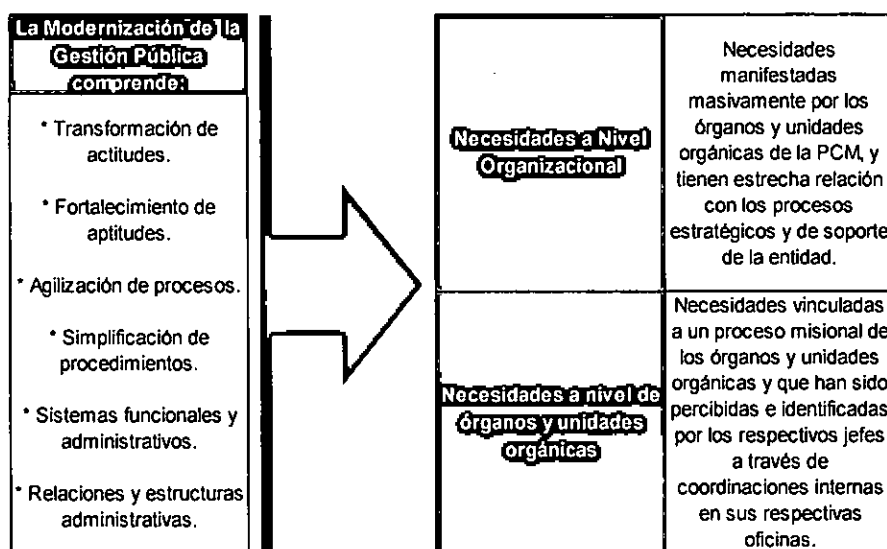 La Modernización de la
Gestión Pública
comprende:
* Transformación de
actitudes.
* Fortalecimiento de
aptitudes.
* Agilización de procesos.
* Simplificación de
procedimientos.
* Sistemas funcionales y
administrativos.
* Relaciones y estructuras
administrativas.
Necesidades a Nivel
Organizacional
Necesidades
manifestadas
masivamente por los
órganos y unidades
orgánicas de la PCM, y
tienen estrecha relación
con los procesos
estratégicos y de soporte
de la entidad.
Necesidades a nivel de
órganos y unidades
orgánicas
Necesidades vinculadas
a un proceso misional de
los órganos y unidades
orgánicas y que han sido
percibidas e identificadas
por los respectivos jefes
a través de
coordinaciones internas
en sus respectivas
oficinas.